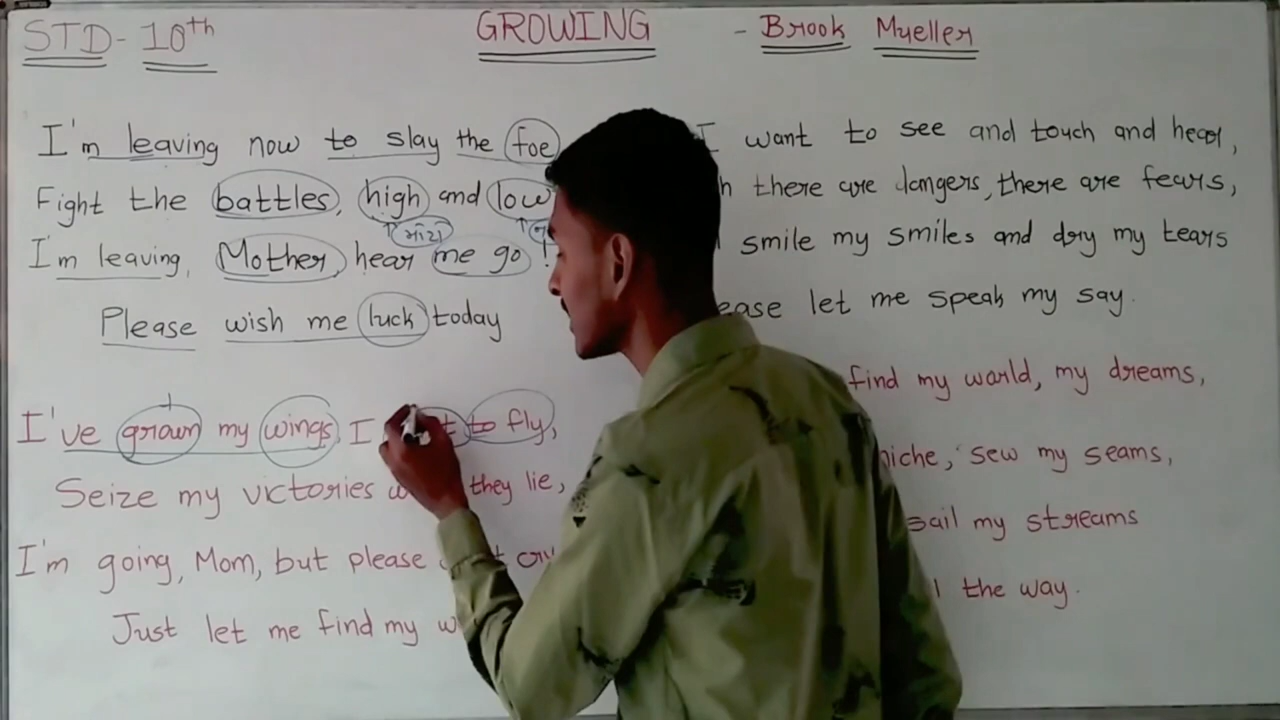 STD- 10th
GROWING
- Brook Mueller
I'm leaving now to slay the foe
Fight the battles, high and low
I'm leaving, Mother, hear me go!
Please wish me luck today
I've grown my wings, I to fly,
Seize my victories they lie,
I'm going, Mom, but please
Just let me find my
I want to see and touch and hear,
there are dangers, there are fears,
smile my smiles and dry my tears
let me speak my say.
find my world, my dreams,
niche, sew my seams,
sail my streams
the way.